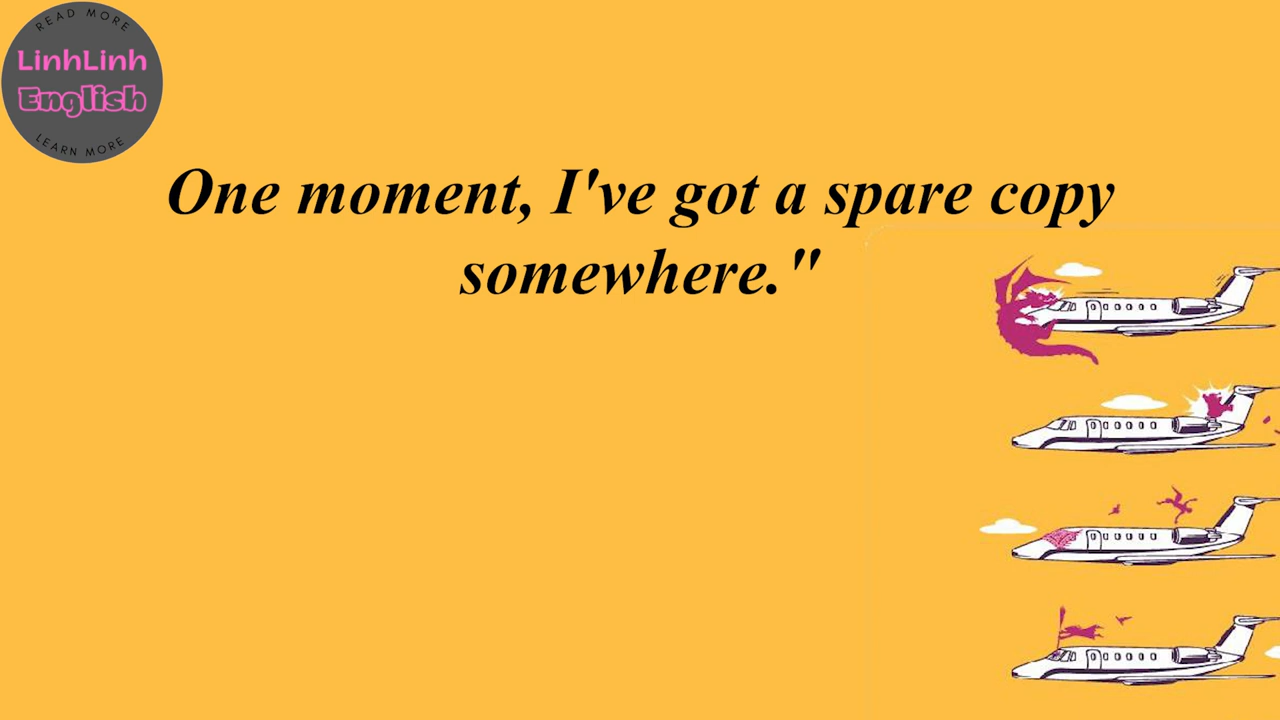 READ MORE
LinhLinh
English
LEARN MORE
One moment, I've got a spare copy
somewhere."